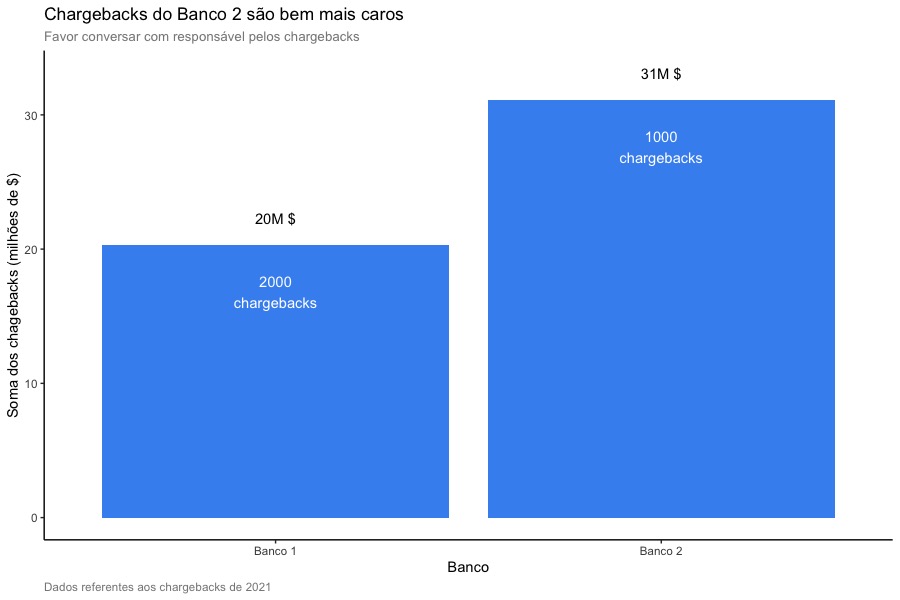 Chargebacks do Banco 2 são bem mais caros
Favor conversar com responsável pelos chargebacks
Soma dos chagebacks (milhões de $)
30
20
10
0
20M $
2000
chargebacks
31M $
1000
chargebacks
Banco 1
Banco 2
Banco
Dados referentes aos chargebacks de 2021